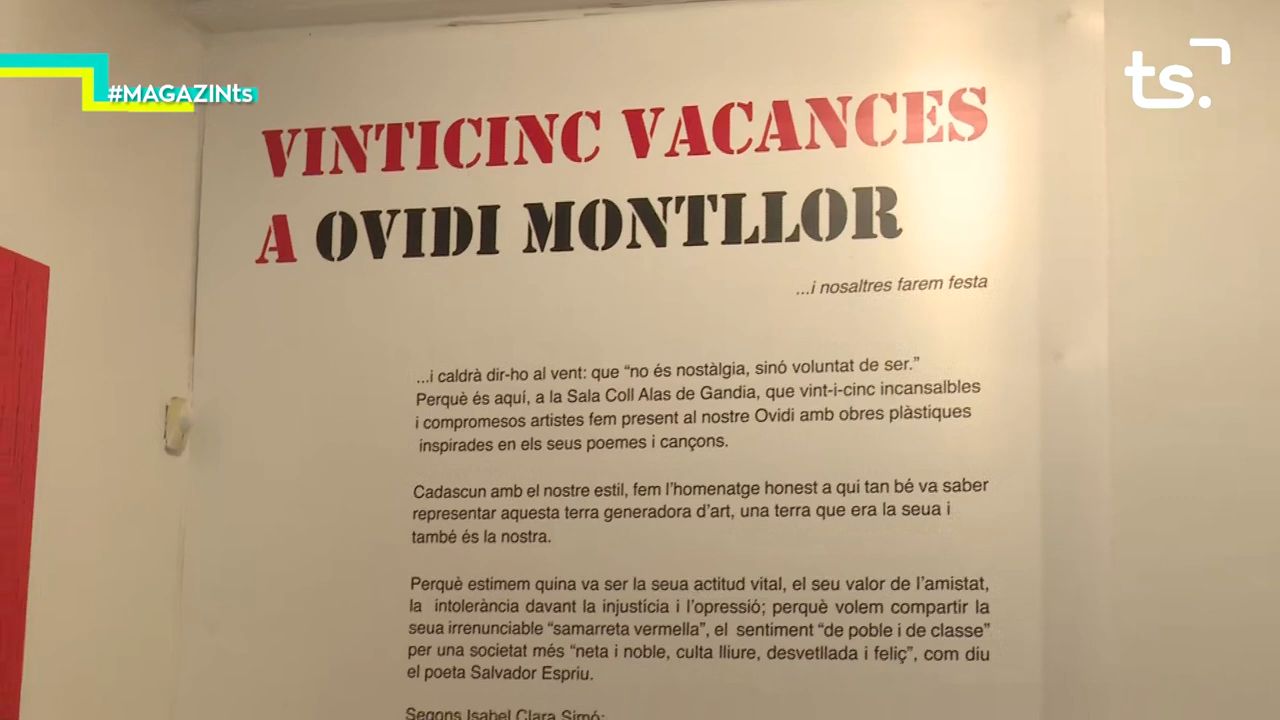 #MAGAZINts
ts.
VINTICINC VACANCES
A OVIDI MONTLLOR
...i nosaltres farem festa
...i caldrà dir-ho al vent: que “no és nostàlgia, sinó voluntat de ser.”
Perquè és aquí, a la Sala Coll Alas de Gandia, que vint-i-cinc incansalbles
i compromesos artistes fem present al nostre Ovidi amb obres plàstiques
inspirades en els seus poemes i cançons.
Cadascun amb el nostre estil, fem l’homenatge honest a qui tan bé va saber
representar aquesta terra generadora d’art, una terra que era la seua i
també és la nostra.
Perquè estimem quina va ser la seua actitud vital, el seu valor de l’amistat,
la intolerància davant la injustícia i l’opressió; perquè volem compartir la
seua irrenunciable “samarreta vermella”, el sentiment “de poble i de classe”
per una societat més “neta i noble, culta lliure, desvetllada i feliç”, com diu
el poeta Salvador Espriu.
Segons Isabel Clara Simó: